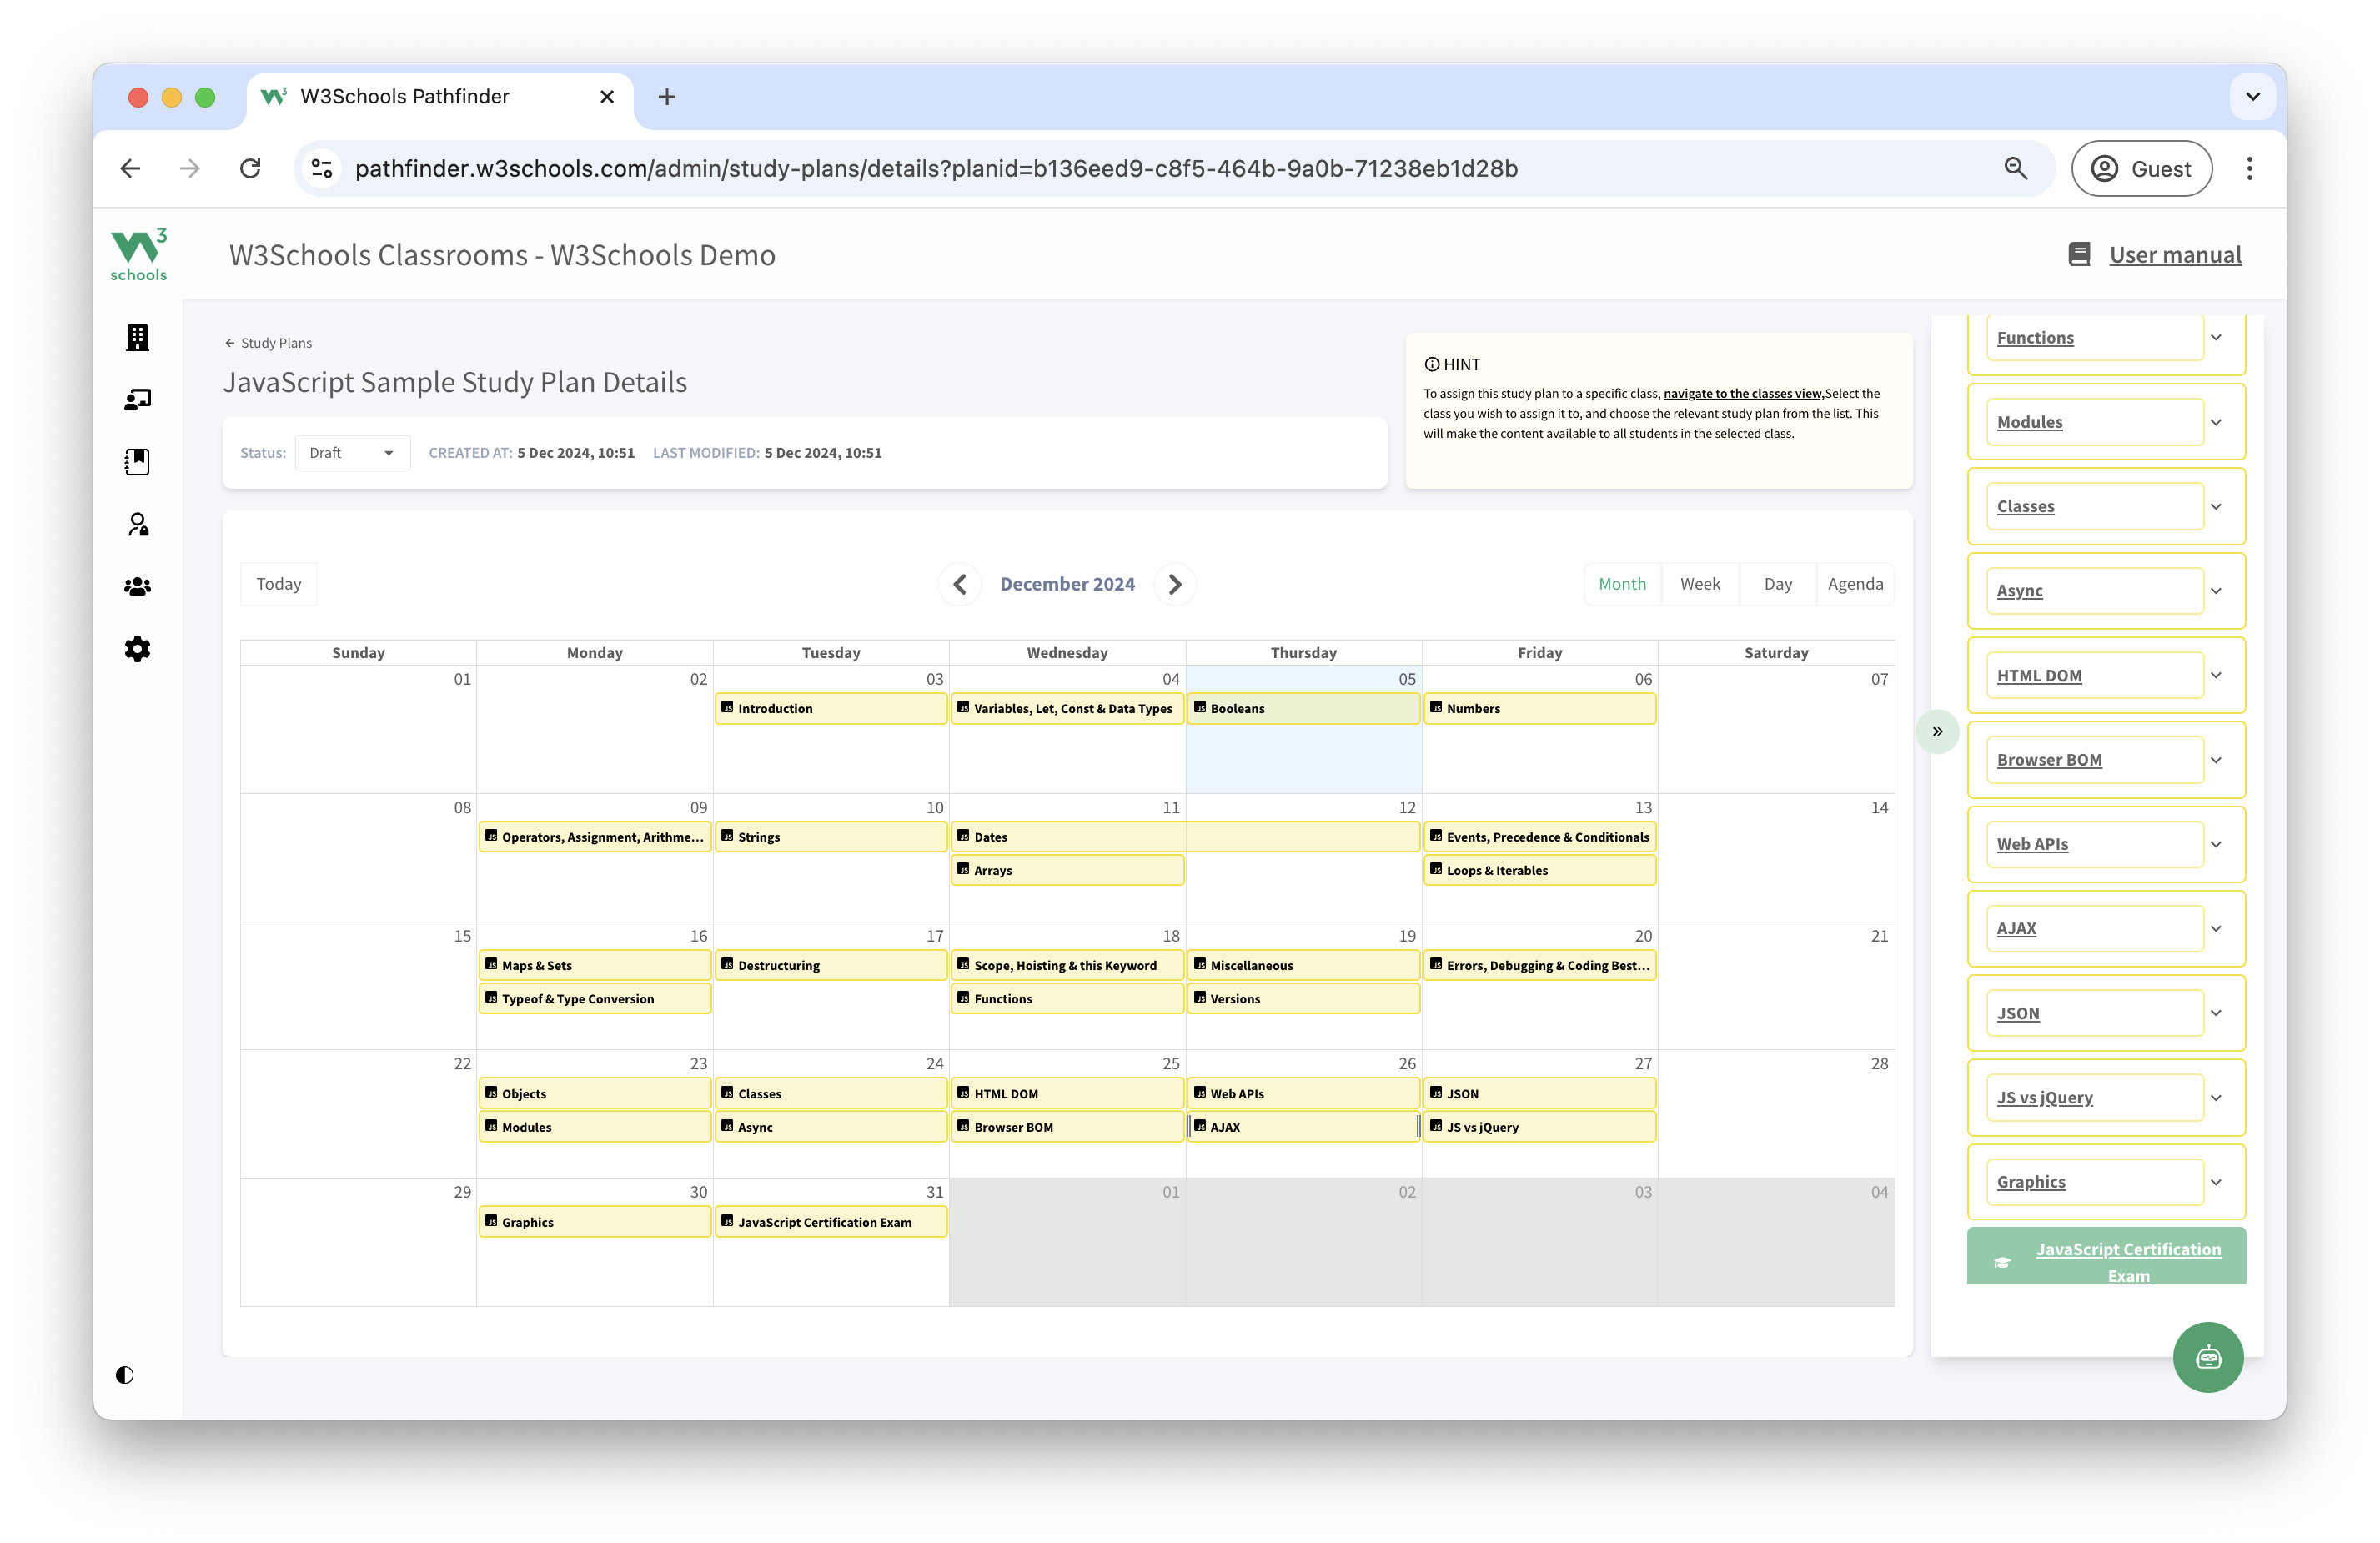 W3Schools Pathfinder
pathfinder.w3schools.com/admin/study-plans/details?planid=b136eed9-c8f5-464b-9a0b-71238eb1d28b
Guest
3
schools
W3Schools Classrooms - W3Schools Demo
User manual
Study Plans
JavaScript Sample Study Plan Details
Status: Draft CREATED AT: 5 Dec 2024, 10:51 LAST MODIFIED: 5 Dec 2024, 10:51
HINT
To assign this study plan to a specific class, navigate to the classes view,Select the
class you wish to assign it to, and choose the relevant study plan from the list. This
will make the content available to all students in the selected class.
Today
December 2024
Month Week Day Agenda
Sunday Monday Tuesday Wednesday Thursday Friday Saturday
01 02 03 04 05 06 07
Introduction Variables, Let, Const & Data Types Booleans Numbers
08 09 10 11 12 13 14
Operators, Assignment, Arithme... Strings Dates Events, Precedence & Conditionals
Arrays Loops & Iterables
15 16 17 18 19 20 21
Maps & Sets Destructuring Scope, Hoisting & this Keyword Miscellaneous Errors, Debugging & Coding Best...
Typeof & Type Conversion Functions Versions
22 23 24 25 26 27 28
Objects Classes HTML DOM Web APIs JSON
Modules Async Browser BOM AJAX JS vs jQuery
29 30 31 01 02 03 04
Graphics JavaScript Certification Exam
Functions
Modules
Classes
Async
HTML DOM
Browser BOM
Web APIs
AJAX
JSON
JS vs jQuery
Graphics
JavaScript Certification
Exam